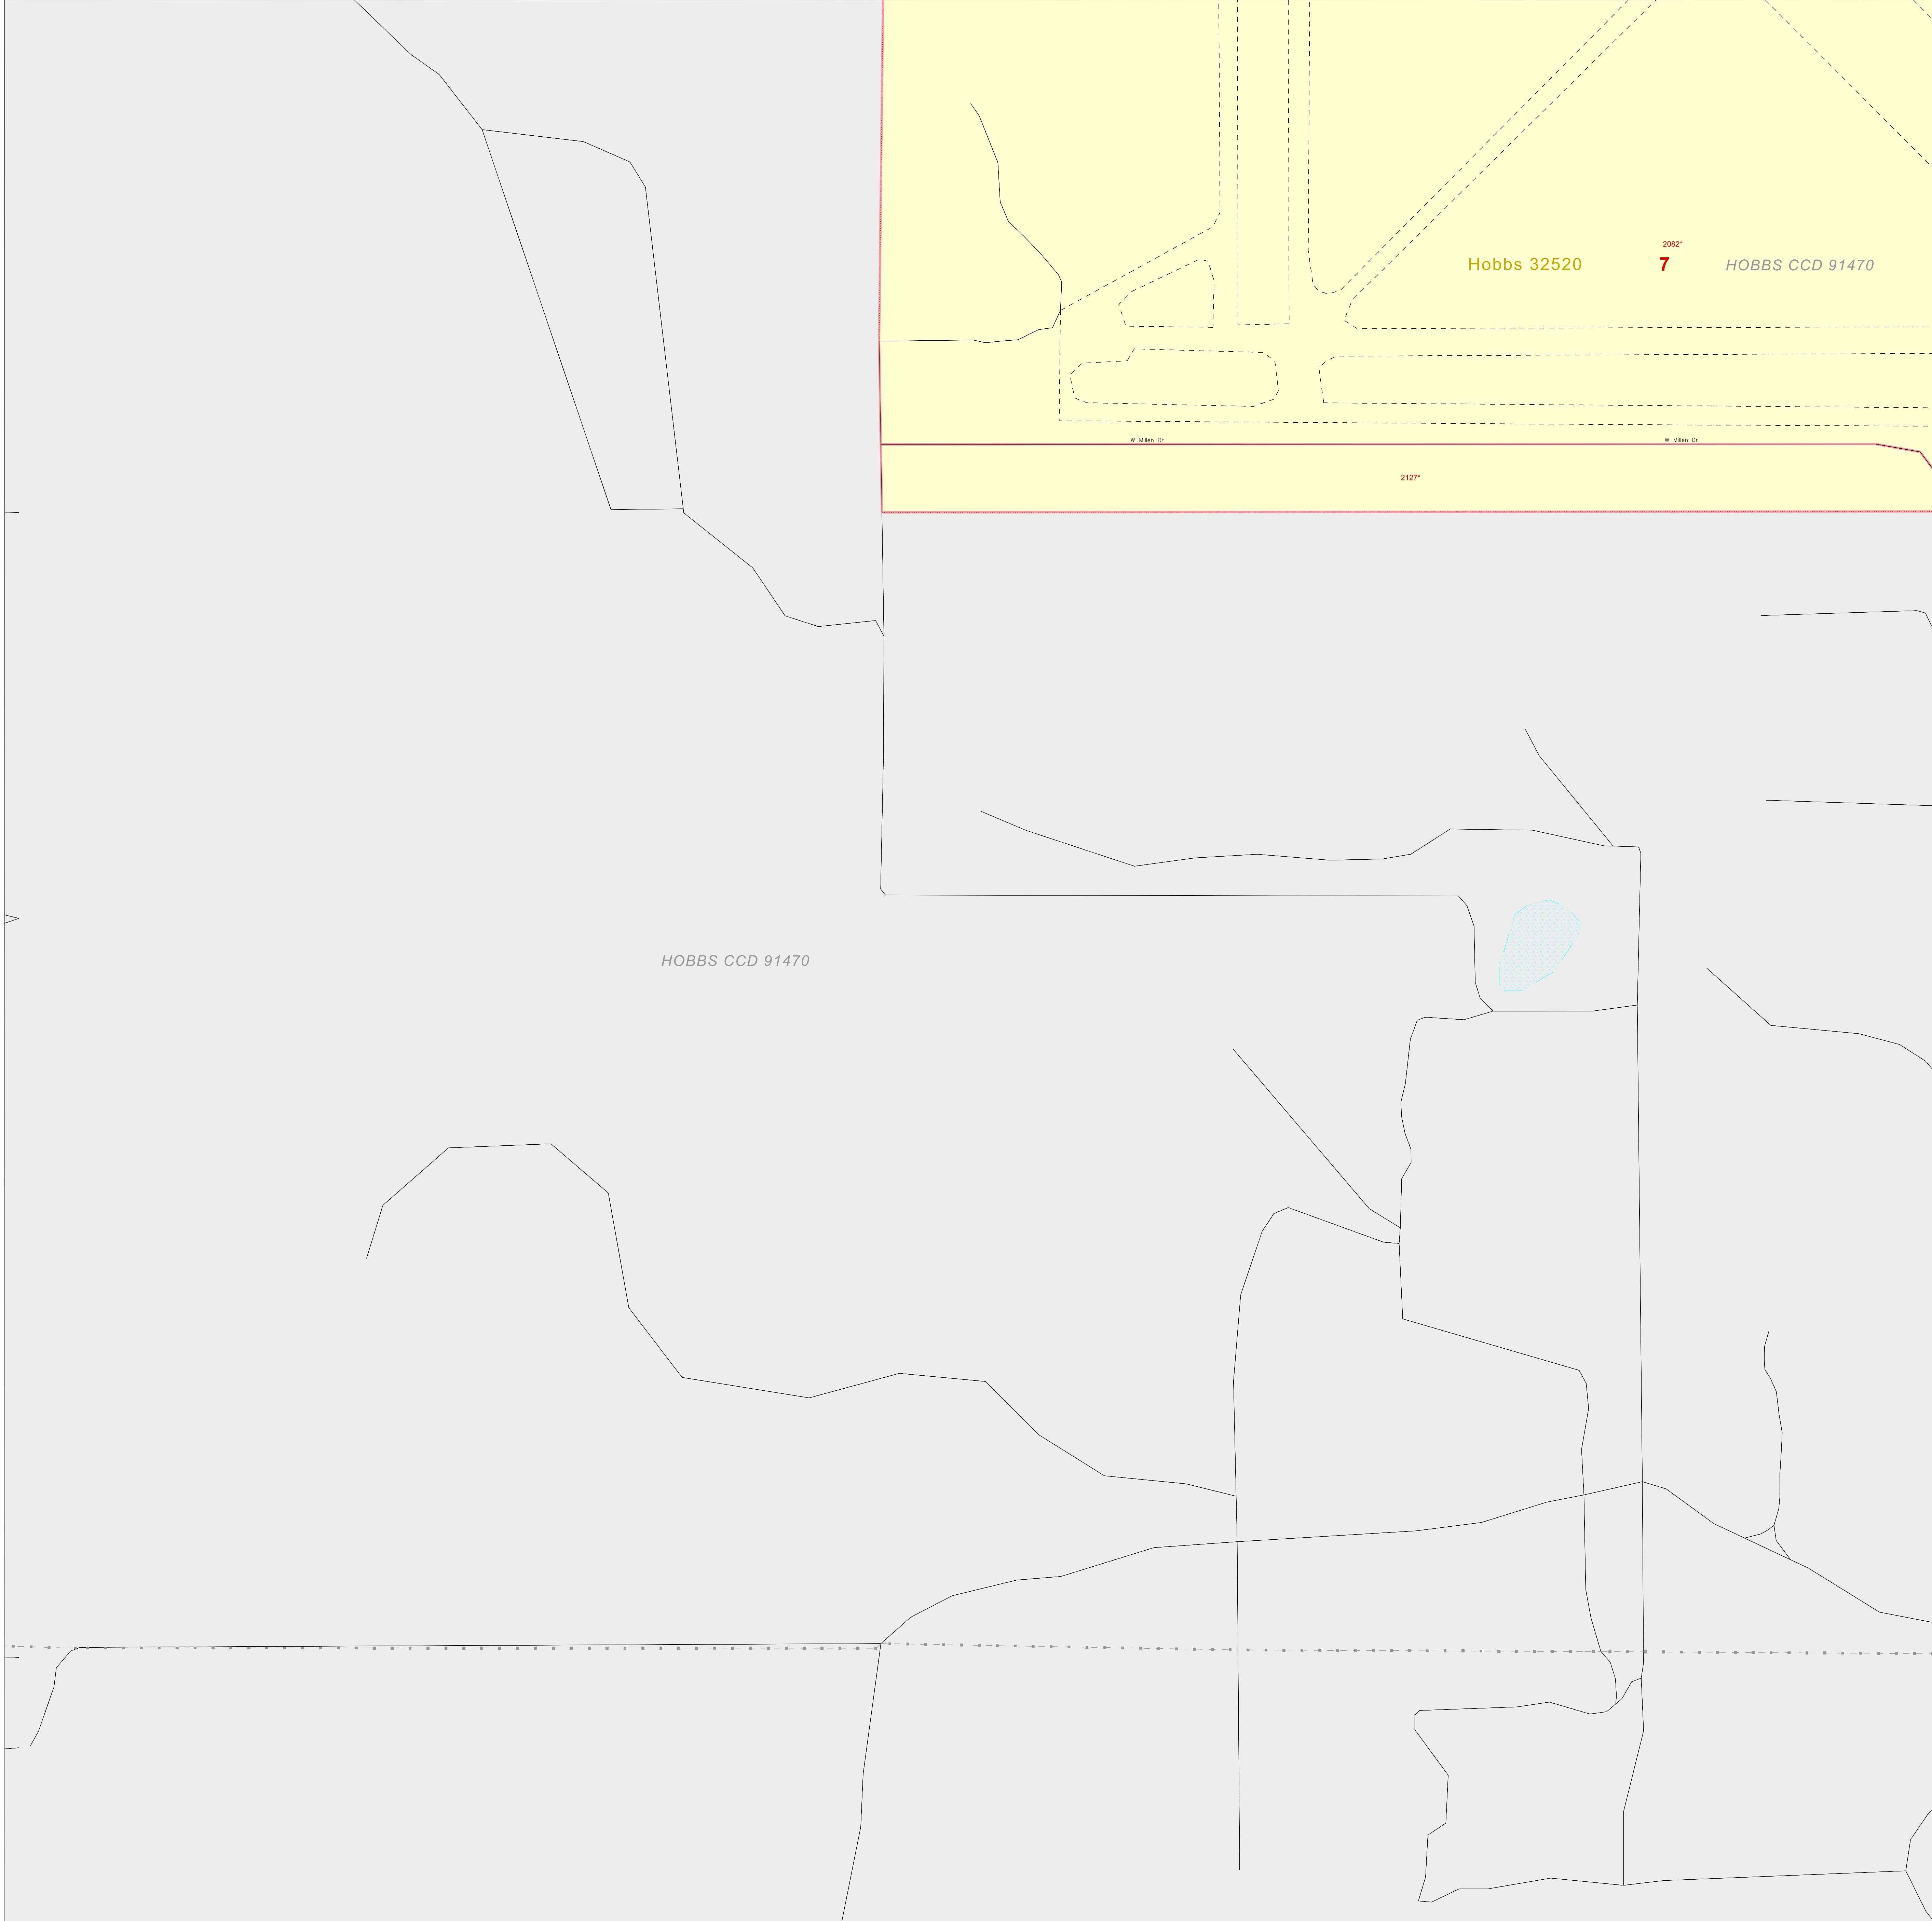 2082*
Hobbs 32520 7 HOBBS CCD 91470
W Millen Dr W Millen Dr
2127*
HOBBS CCD 91470